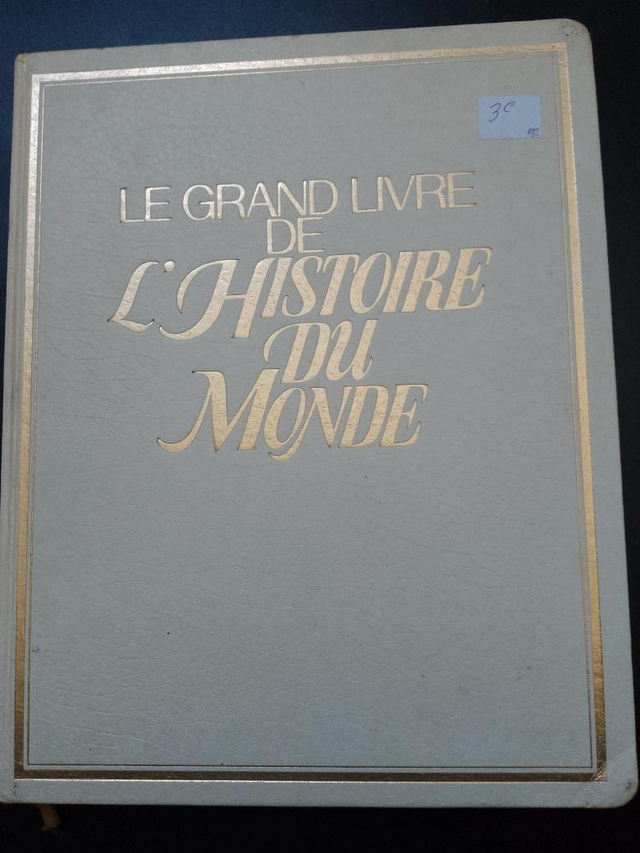 3€
LE GRAND LIVRE
DE
L'HISTOIRE
DU
MONDE